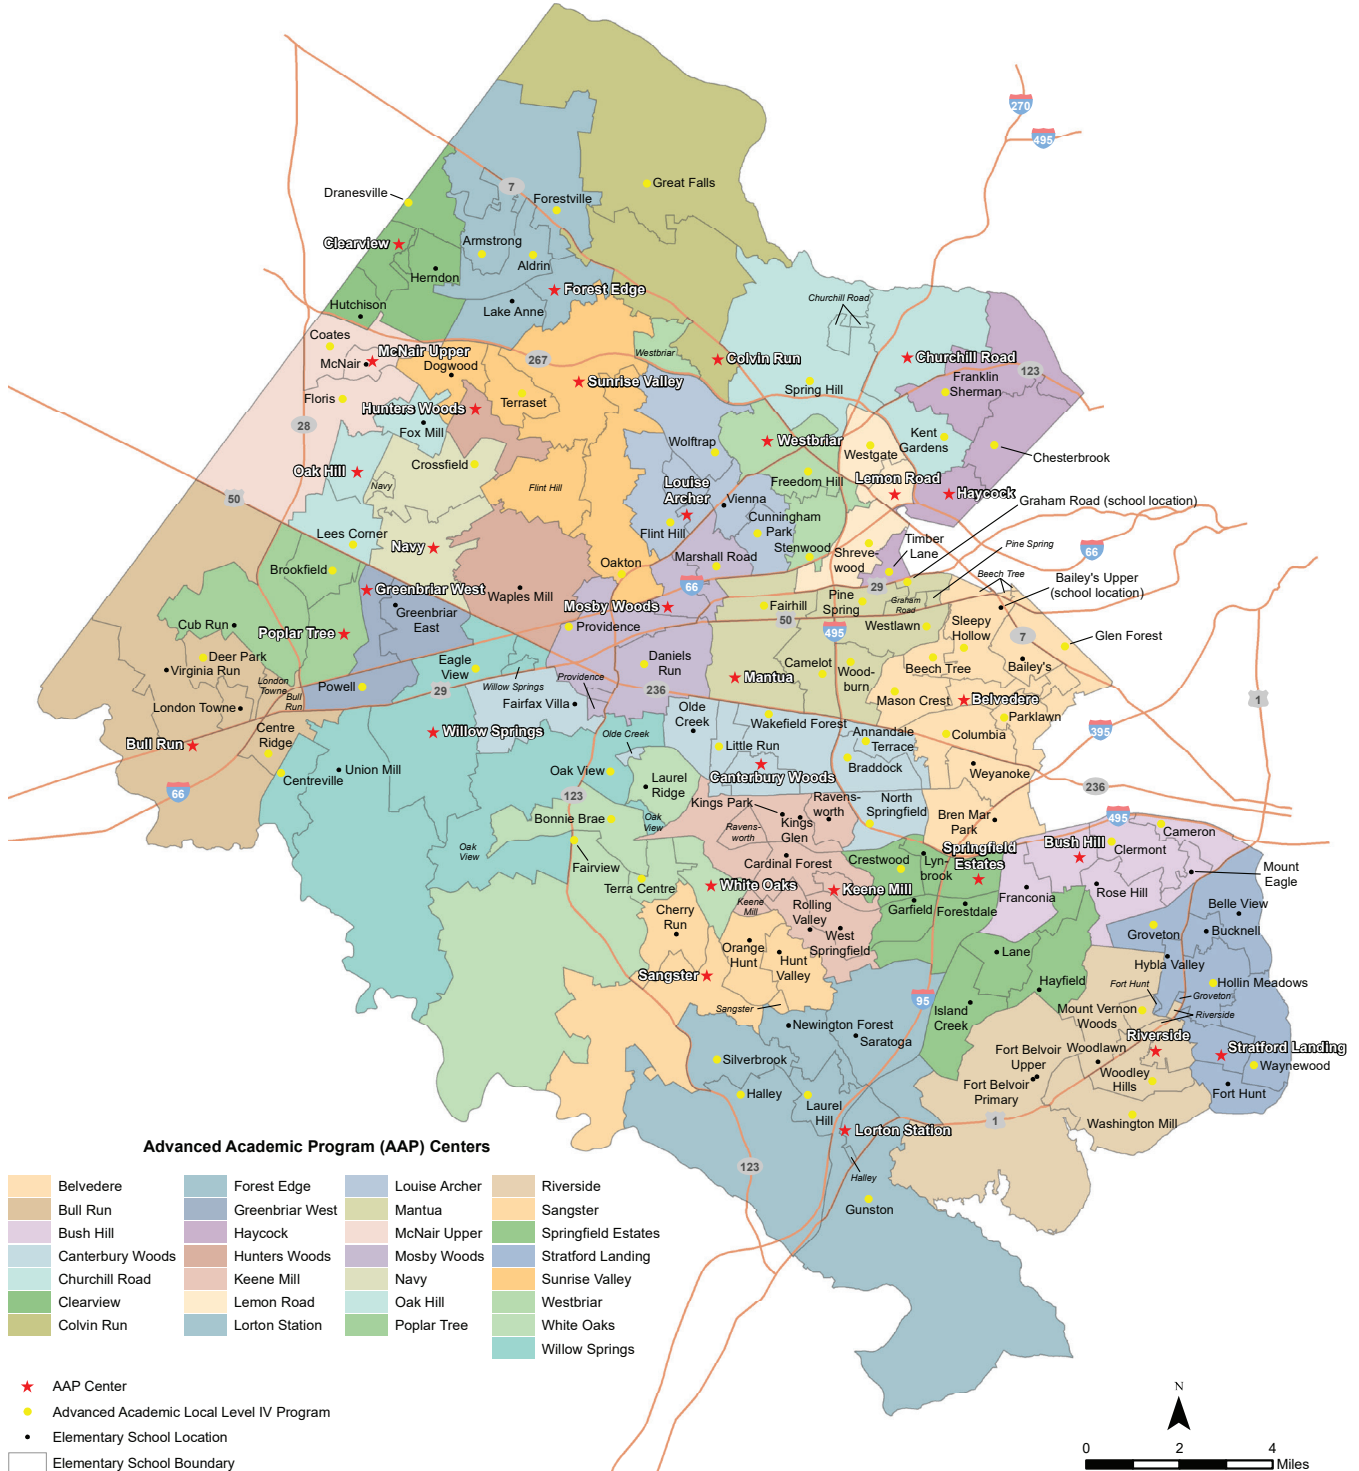 270
495
7
Great Falls
Dranesville
Forestville
Clearview
Armstrong
Aldrin
Herndon
Forest Edge
Hutchison
Lake Anne
Churchill Road
Coates
McNair Upper
McNair
Dogwood
267
Westbriar
Colvin Run
Churchill Road
123
Franklin
Sherman
Sunrise Valley
Spring Hill
Floris
Hunters Woods
Terraset
28
Fox Mill
Wolftrap
Westbriar
Kent
Gardens
Westgate
Chesterbrook
Oak Hill
Crossfield
Navy
Flint Hill
Louise
Archer
Freedom Hill
Lemon Road
Haycock
50
Vienna
Graham Road (school location)
Flint Hill
Cunningham
Park
Lees Corner
Navy
Stenwood
Shreve-
wood
Timber
Lane
Pine Spring
66
Marshall Road
Oakton
Brookfield
Beech Tree
Bailey's Upper
(school location)
Greenbriar West
66
29
Waples Mill
Mosby Woods
Fairhill
Pine
Spring
Graham
Road
Greenbriar
East
Cub Run
Poplar Tree
Providence
50
495
Westlawn
Sleepy
Hollow
7
Glen Forest
Deer Park
Virginia Run
Eagle
View
Daniels
Run
Camelot
Wood-
burn
Beech Tree
Bailey's
London
Towne
Bull
Run
Powell
29
Willow Springs
Providence
236
Mantua
Mason Crest
Belvedere
1
London Towne
Fairfax Villa
Olde
Creek
Wakefield Forest
Parklawn
Centre
Ridge
Bull Run
Willow Springs
Olde Creek
Little Run
Annandale
Terrace
Columbia
395
Union Mill
Centreville
Oak View
Canterbury Woods
Braddock
Weyanoke
66
Laurel
Ridge
236
123
Kings Park
Ravens-
worth
North
Springfield
Bonnie Brae
Oak
View
Ravens-
worth
Kings
Glen
Bren Mar
Park
495
Cameron
Oak
View
Cardinal Forest
Crestwood
Lyn-
brook
Springfield
Estates
Bush Hill
Clermont
Fairview
Mount
Eagle
Terra Centre
White Oaks
Keene Mill
Franconia
Rose Hill
Keene
Mill
Cherry
Run
Rolling
Valley
Garfield
Forestdale
Belle View
West
Springfield
Groveton
Bucknell
Orange
Hunt
Hunt
Valley
Lane
Hybla Valley
Sangster
Hayfield
Fort Hunt
Hollin Meadows
Groveton
95
Sangster
Island
Creek
Mount Vernon
Woods
Riverside
Newington Forest
Saratoga
Riverside
Silverbrook
Fort Belvoir
Upper
Woodlawn
Stratford Landing
Waynewood
Woodley
Hills
Fort Belvoir
Primary
Fort Hunt
Halley
Laurel
Hill
1
Washington Mill
Lorton Station
123
Halley
Gunston
Advanced Academic Program (AAP) Centers
Belvedere
Bull Run
Bush Hill
Canterbury Woods
Churchill Road
Clearview
Colvin Run
Forest Edge
Greenbriar West
Haycock
Hunters Woods
Keene Mill
Lemon Road
Lorton Station
Louise Archer
Mantua
McNair Upper
Mosby Woods
Navy
Oak Hill
Poplar Tree
Riverside
Sangster
Springfield Estates
Stratford Landing
Sunrise Valley
Westbriar
White Oaks
Willow Springs
AAP Center
Advanced Academic Local Level IV Program
Elementary School Location
Elementary School Boundary
N
0 2 4
Miles